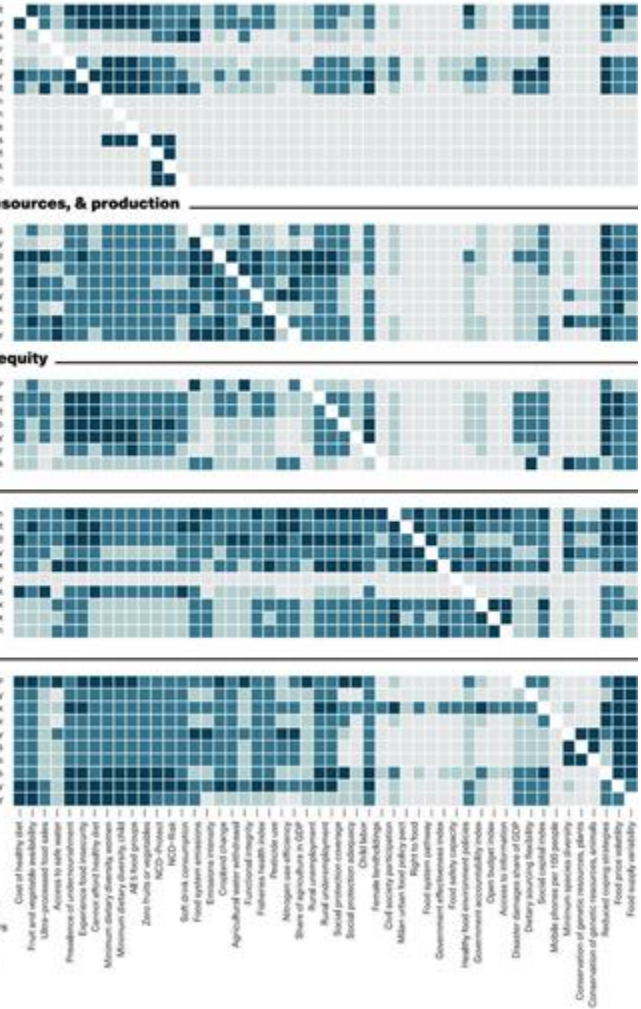 sources, & production
equity
Cost of healthy diet
Fruit and vegetable availability
Ultra-processed food sales
Access to safe water
Prevalence of undernourishment
Experience food insecurity
Cannot afford healthy diet
Minimum dietary diversity, women
Minimum dietary diversity, child
All 5 food groups
Zero fruits or vegetables
NCD-Protect
NCD-Risk
Soft drink consumption
Food system emissions
Emissions
Cropland change
Agricultural water withdrawal
Functional integrity
Fisheries health index
Pesticide use
Nitrogen use efficiency
Share of agriculture in GDP
Rural unemployment
Rural underemployment
Social protection coverage
Social protection adequacy
Child labor
Female landholdings
Civil society participation
Milan urban food policy pact
Right to food
Food system pathway
Government effectiveness index
Food safety capacity
Healthy food environment policies
Government accountability index
Open budget index
Access to information
Disaster damages share of GDP
Dietary sourcing flexibility
Social capital index
Mobile phones per 100 people
Minimum species diversity
Conservation of genetic resources, plants
Conservation of genetic resources, animals
Reduced coping strategies
Food price volatility
Food supply variability